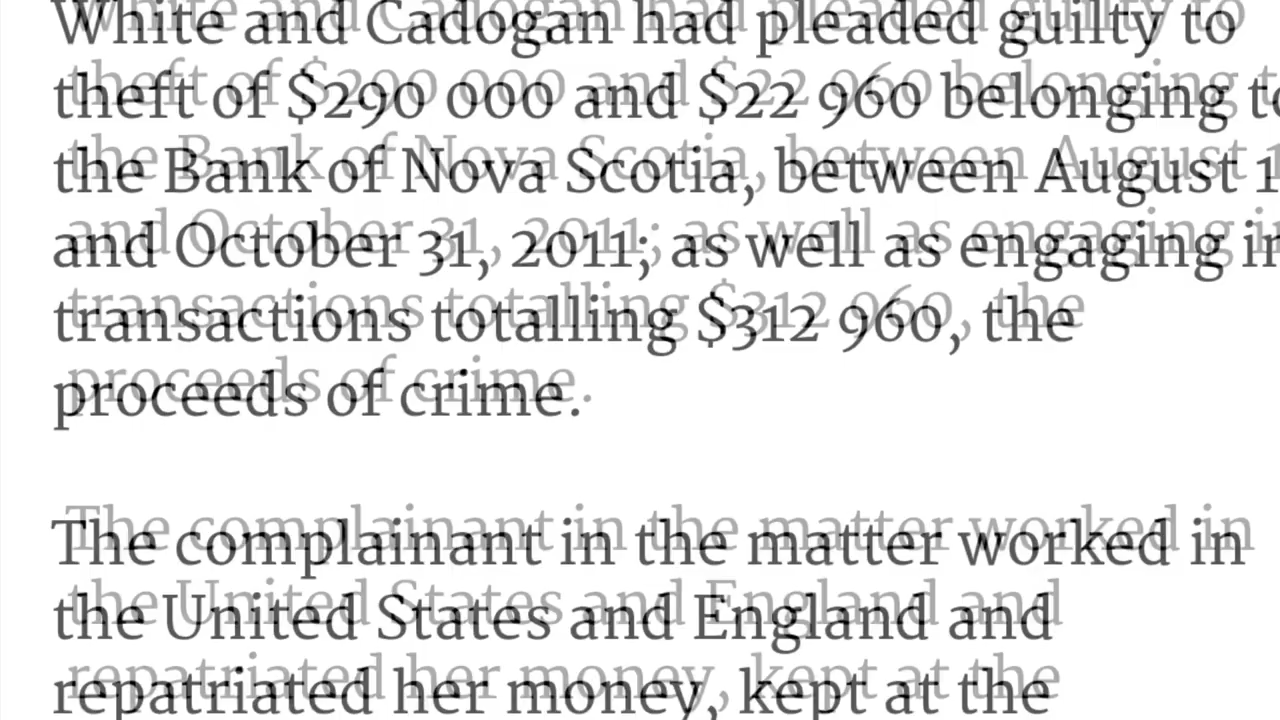 White and Cadogan had pleaded guilty to
theft of $290 000 and $22 960 belonging to
the Bank of Nova Scotia, between August 1
and October 31, 2011; as well as engaging in
transactions totalling $312 960, the
proceeds of crime.
The complainant in the matter worked in
the United States and England and
repatriated her money, kept at the